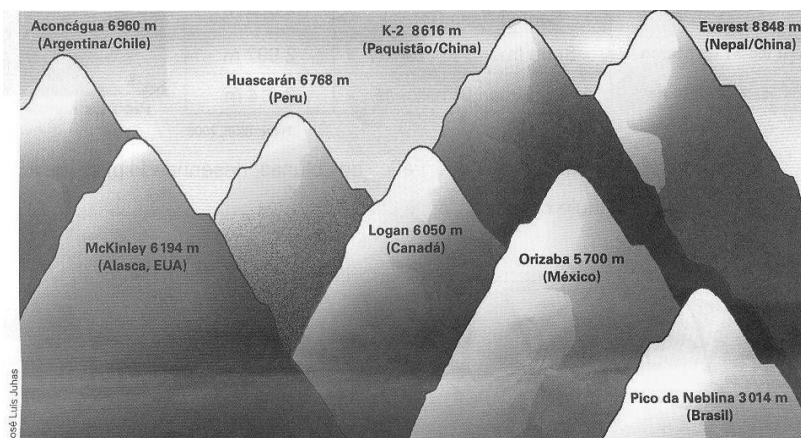 Aconcágua 6 960 m
(Argentina/Chile)
K-2 8 616 m
(Paquistão/China)
Everest 8 848 m
(Nepal/China)
Huascarán 6 768 m
(Peru)
McKinley 6 194 m
(Alasca, EUA)
Logan 6 050 m
(Canadá)
Orizaba 5 700 m
(México)
Pico da Neblina 3 014 m
(Brasil)
José Luís Juhas